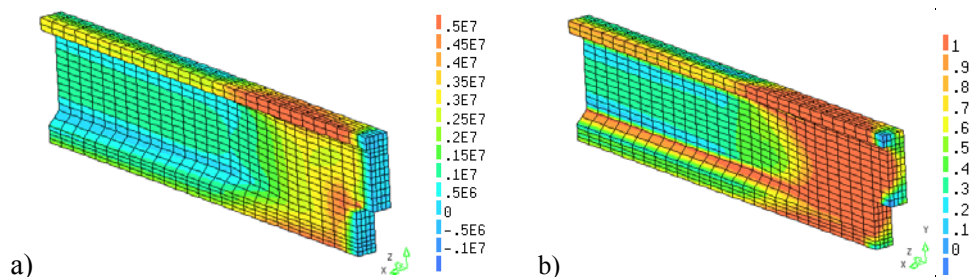 .5E7
.45E7
.4E7
.35E7
.3E7
.25E7
.2E7
.15E7
.1E7
.5E6
0
-.5E6
-.1E7
a)
Z
X
1
.9
.8
.7
.6
.5
.4
.3
.2
.1
0
b)
Y
Z
X